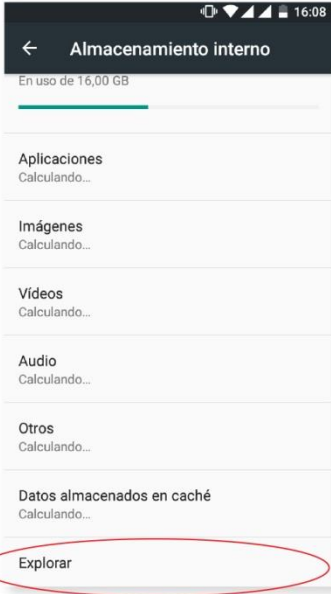 16:08
Almacenamiento interno
En uso de 16,00 GB
Aplicaciones
Calculando...
Imágenes
Calculando...
Vídeos
Calculando...
Audio
Calculando...
Otros
Calculando...
Datos almacenados en caché
Calculando...
Explorar